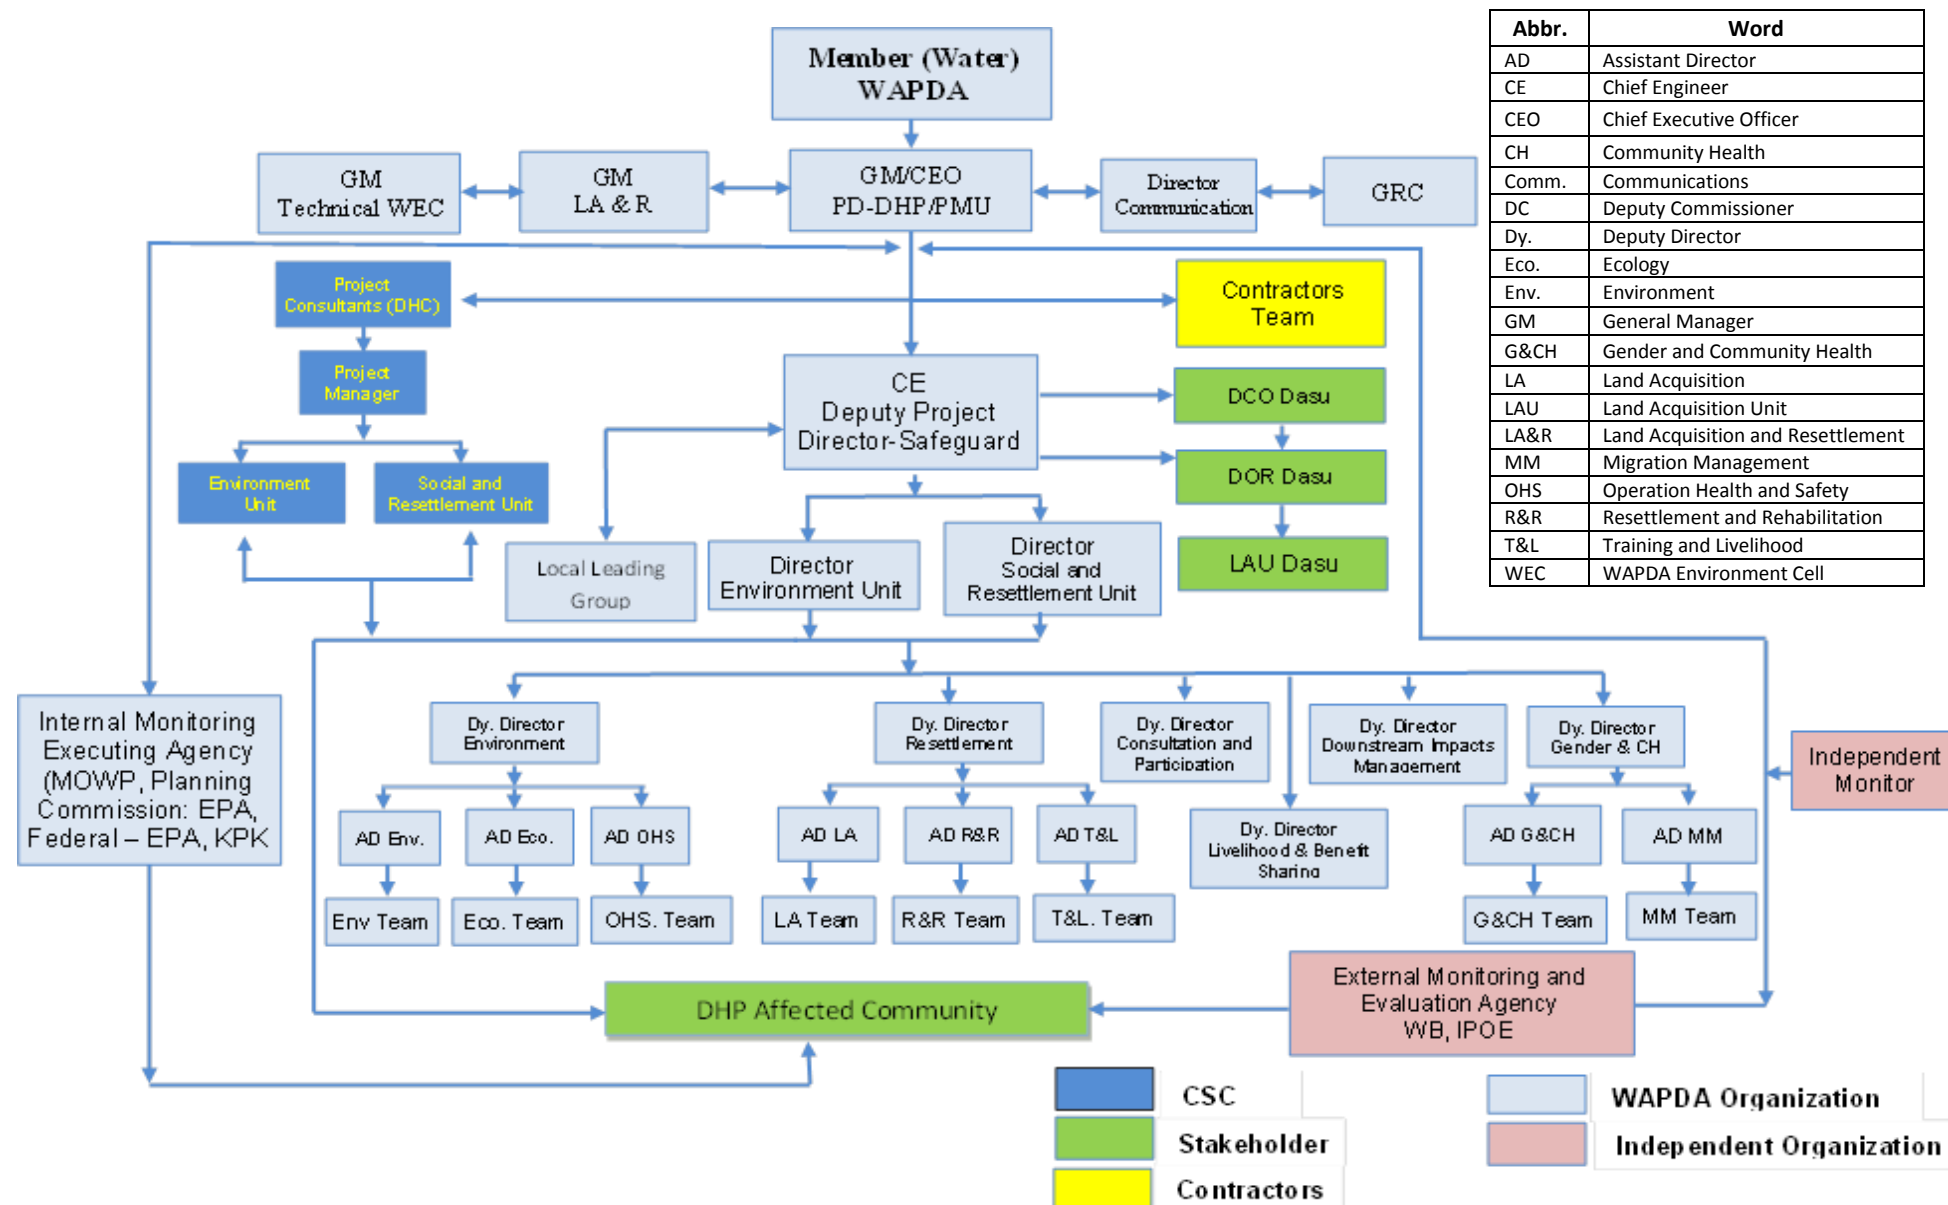 Member (Water)
WAPDA
GM
Technical WEC
GM
LA & R
GM/CEO
PD-DHP/PMU
Director
Communication
GRC
Project
Consultants (DHC)
Contractors
Team
Project
Manager
CE
Deputy Project
Director-Safeguard
DCO Dasu
DOR Dasu
LAU Dasu
Environment
Unit
Social and
Resettlement Unit
Local Leading
Group
Director
Environment Unit
Director
Social and
Resettlement Unit
Internal Monitoring
Executing Agency
(MOWP, Planning
Commission: EPA,
Federal – EPA, KPK
Dy. Director
Environment
Dy. Director
Resettlement
Dy. Director
Consultation and
Participation
Dy. Director
Downstream Impacts
Management
Dy. Director
Gender & CH
Independent
Monitor
AD Env.
AD Eco.
AD OHS
AD LA
AD R&R
AD T&L
Dy. Director
Livelihood & Benefit
Sharing
AD G&CH
AD MM
Env Team
Eco. Team
OHS. Team
LA Team
R&R Team
T&L. Team
G&CH Team
MM Team
DHP Affected Community
External Monitoring and
Evaluation Agency
WB, IPOE
CSC
Stakeholder
Contractors
WAPDA Organization
Independent Organization
Abbr. Word
AD Assistant Director
CE Chief Engineer
CEO Chief Executive Officer
CH Community Health
Comm. Communications
DC Deputy Commissioner
Dy. Deputy Director
Eco. Ecology
Env. Environment
GM General Manager
G&CH Gender and Community Health
LA Land Acquisition
LAU Land Acquisition Unit
LA&R Land Acquisition and Resettlement
MM Migration Management
OHS Operation Health and Safety
R&R Resettlement and Rehabilitation
T&L Training and Livelihood
WEC WAPDA Environment Cell